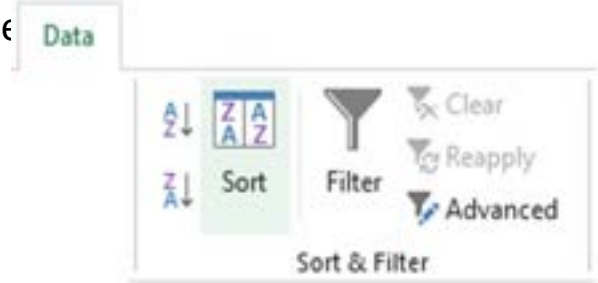 Data
Sort
Filter
Clear
Reapply
Advanced
Sort & Filter